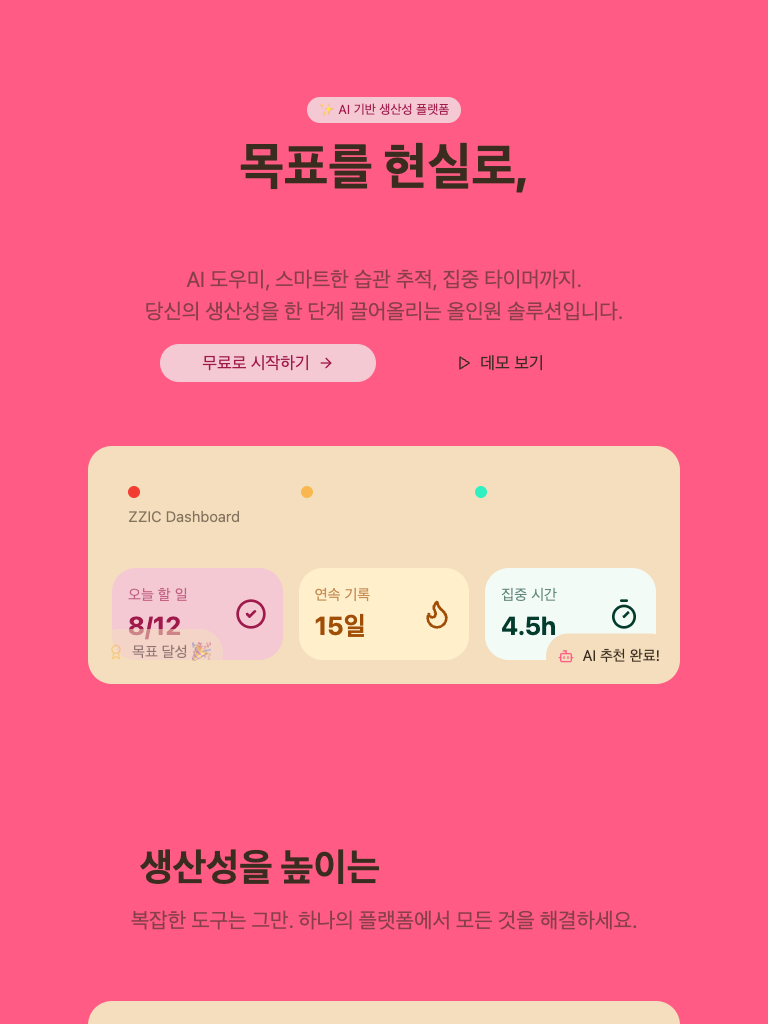 ✨ AI 기반 생산성 플랫폼
목표를 현실로,
AI 도우미, 스마트한 습관 추적, 집중 타이머까지.
당신의 생산성을 한 단계 끌어올리는 올인원 솔루션입니다.
무료로 시작하기 →
데모 보기
ZZIC Dashboard
오늘 할 일
8/12
연속 기록
15일
집중 시간
4.5h
목표 달성 🎉
AI 추천 완료!
생산성을 높이는
복잡한 도구는 그만. 하나의 플랫폼에서 모든 것을 해결하세요.